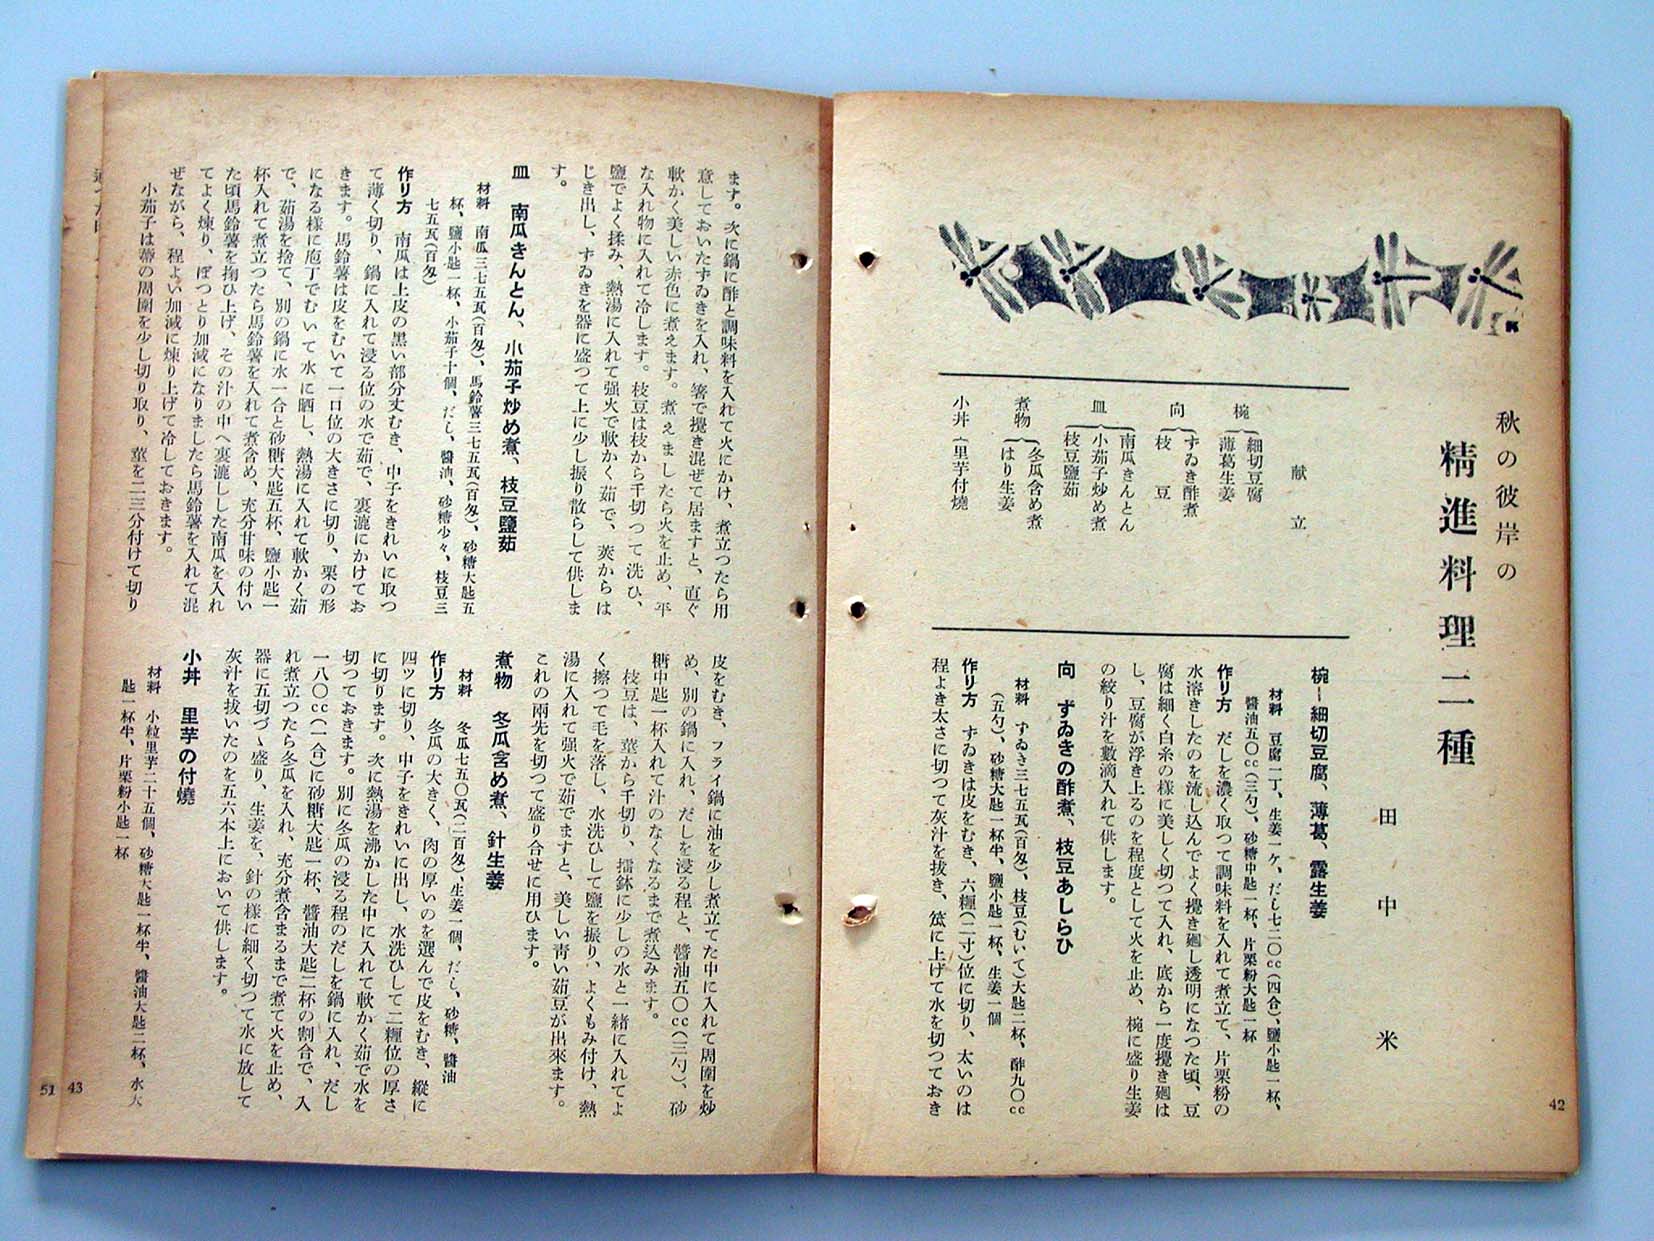 秋の彼岸の
精進料理二種
田中米
献立
椀{細切豆腐
薄葛生姜
向{ずゐき酢煮
枝豆
皿{南瓜きんとん
小茄子炒め煮
枝豆鹽茹
煮物{冬瓜含め煮
はり生姜
小丼{里芋付燒
椀―細切豆腐、薄葛、露生姜
材料 豆腐一丁、生姜一ケ、だし七二〇cc(四合)、鹽小匙一杯、
醬油五〇cc(三勺)、砂糖中匙一杯、片栗粉大匙一杯
作り方 だしを濃く取つて調味料を入れて煮立て、片栗粉の
水溶きしたのを流し込んでよく攪き廻し透明になつた頃、豆
腐は細く白糸の樣に美しく切つて入れ、底から一度攪き廻は
し、豆腐が浮き上るのを程度として火を止め、椀に盛り生姜
の絞り汁を數滴入れて供します。
向 ずゐきの酢煮、枝豆あしらひ
材料 ずゐき三七五瓦(百匁)、枝豆(むいて)大匙二杯、酢九〇cc
(五勺)、砂糖大匙一杯半、鹽小匙一杯、生姜一個
作り方 ずゐきは皮をむき、六糎(二寸)位に切り、太いのは
程よき太さに切つて灰汁を拔き、笊に上げて水を切つておき
42
ます。次に鍋に酢と調味料を入れて火にかけ、煮立つたら用
意しておいたずゐきを入れ、箸で攪き混ぜて居ますと、直ぐ
軟かく美しい赤色に煮えます。煮えましたら火を止め、平
な入れ物に入れて冷します。枝豆は枝から千切つて洗ひ、
鹽でよく揉み、熱湯に入れて强火で軟かく茹で、莢からは
じき出し、ずゐきを器に盛つて上に少し振り散らして供しま
す。
皿 南瓜きんとん、小茄子炒め煮、枝豆鹽茹
材料 南瓜三七五瓦(百匁)、馬鈴薯三七五瓦(百匁)、砂糖大匙五
杯、鹽小匙一杯、小茄子十個、だし、醬油、砂糖少々、枝豆三
七五瓦(百匁)
作り方 南瓜は上皮の黒い部分丈むき、中子をきれいに取つ
て薄く切り、鍋に入れて浸る位の水で茹で、裏漉にかけてお
きます。馬鈴薯は皮をむいて一口位の大きさに切り、栗の形
になる樣に庖丁でむいて水に晒し、熱湯に入れて軟かく茹
で、茹湯を捨て、別の鍋に水一合と砂糖大匙五杯、鹽小匙一
杯入れて煮立つたら馬鈴薯を入れて煮含め、充分甘味の付い
た頃馬鈴薯を掬ひ上げ、その汁の中へ裏漉しした南瓜を入れ
てよく煉り、ぽつとり加減になりましたら馬鈴薯を入れて混
ぜながら、程よい加減に煉り上げて冷しておきます。
小茄子は蔕の周圍を少し切り取り、莖を二三分付けて切り
皮をむき、フライ鍋に油を少し煮立てた中に入れて周圍を炒
め、別の鍋に入れ、だしを浸る程と、醬油五〇cc(三勺)、砂
糖中匙一杯入れて汁のなくなるまで煮込みます。
枝豆は、莖から千切り、擂鉢に少しの水と一緒に入れてよ
く擦つて毛を落し、水洗ひして鹽を振り、よくもみ付け、熱
湯に入れて强火で茹でますと、美しい靑い茹豆が出來ます。
これの兩先を切つて盛り合せに用ひます。
煮物 冬瓜含め煮、針生姜
材料 冬瓜七五〇瓦(二百匁)、生姜一個、だし、砂糖、醬油
作り方 冬瓜の大きく、肉の厚いのを選んで皮をむき、縱に
四ツに切り、中子をきれいに出し、水洗ひして二糎位の厚さ
に切ります。次に熱湯を沸かした中に入れて軟かく茹で水を
切つておきます。別に冬瓜の浸る程のだしを鍋に入れ、だし
一八〇cc(一合)に砂糖大匙一杯、醬油大匙二杯の割合で、入
れ煮立つたら冬瓜を入れ、充分煮含まるまで煮て火を止め、
器に五切づゝ盛り、生姜を、針の樣に細く切つて水に放して
灰汁を拔いたのを五六本上において供します。
小丼 里芋の付燒
材料 小粒里芋二十五個、砂糖大匙一杯半、醬油大匙二杯、水大
匙一杯半、片栗粉小匙一杯
43
51